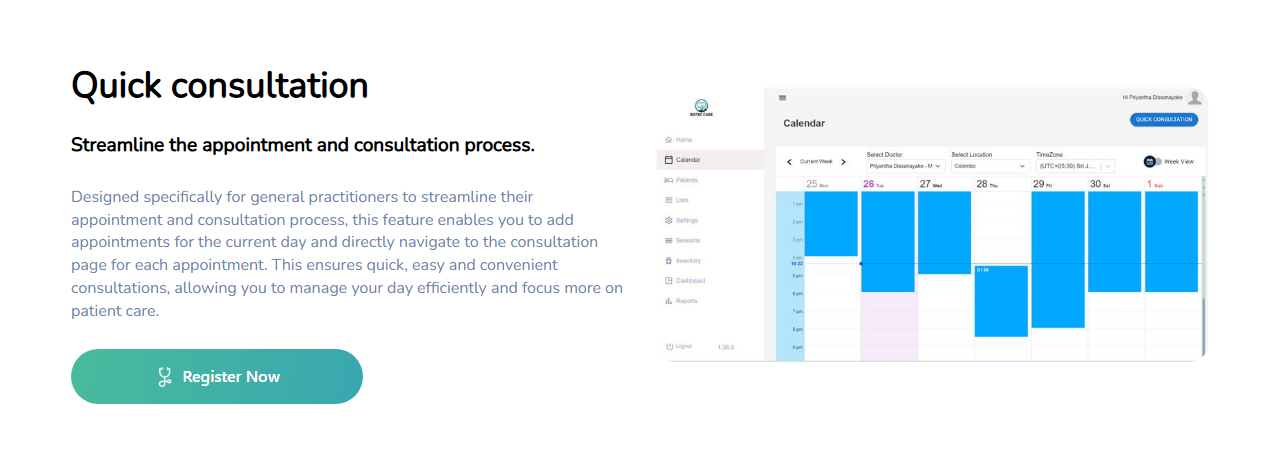 Quick consultation
Streamline the appointment and consultation process.
Designed specifically for general practitioners to streamline their
appointment and consultation process, this feature enables you to add
appointments for the current day and directly navigate to the consultation
page for each appointment. This ensures quick, easy and convenient
consultations, allowing you to manage your day efficiently and focus more on
patient care.
Register Now
BISTEC CARE
Home
Calendar
Patients
Lists
Settings
Sessions
Inventory
Dashboard
Reports
Logout 1.36.0
Hi Priyantha Dissanayake
Calendar
QUICK CONSULTATION
Current Week
Select Doctor
Priyantha Dissanayake - M
Select Location
Colombo
TimeZone
(UTC+05:30) Sri J...
Week View
25 Mon 26 Tue 27 Wed 28 Thu 29 Fri 30 Sat 1 Sun
1 pm
2 pm
3 pm
4 pm
16:22
5 pm
0 / 24
6 pm
7 pm
8 pm
9 pm